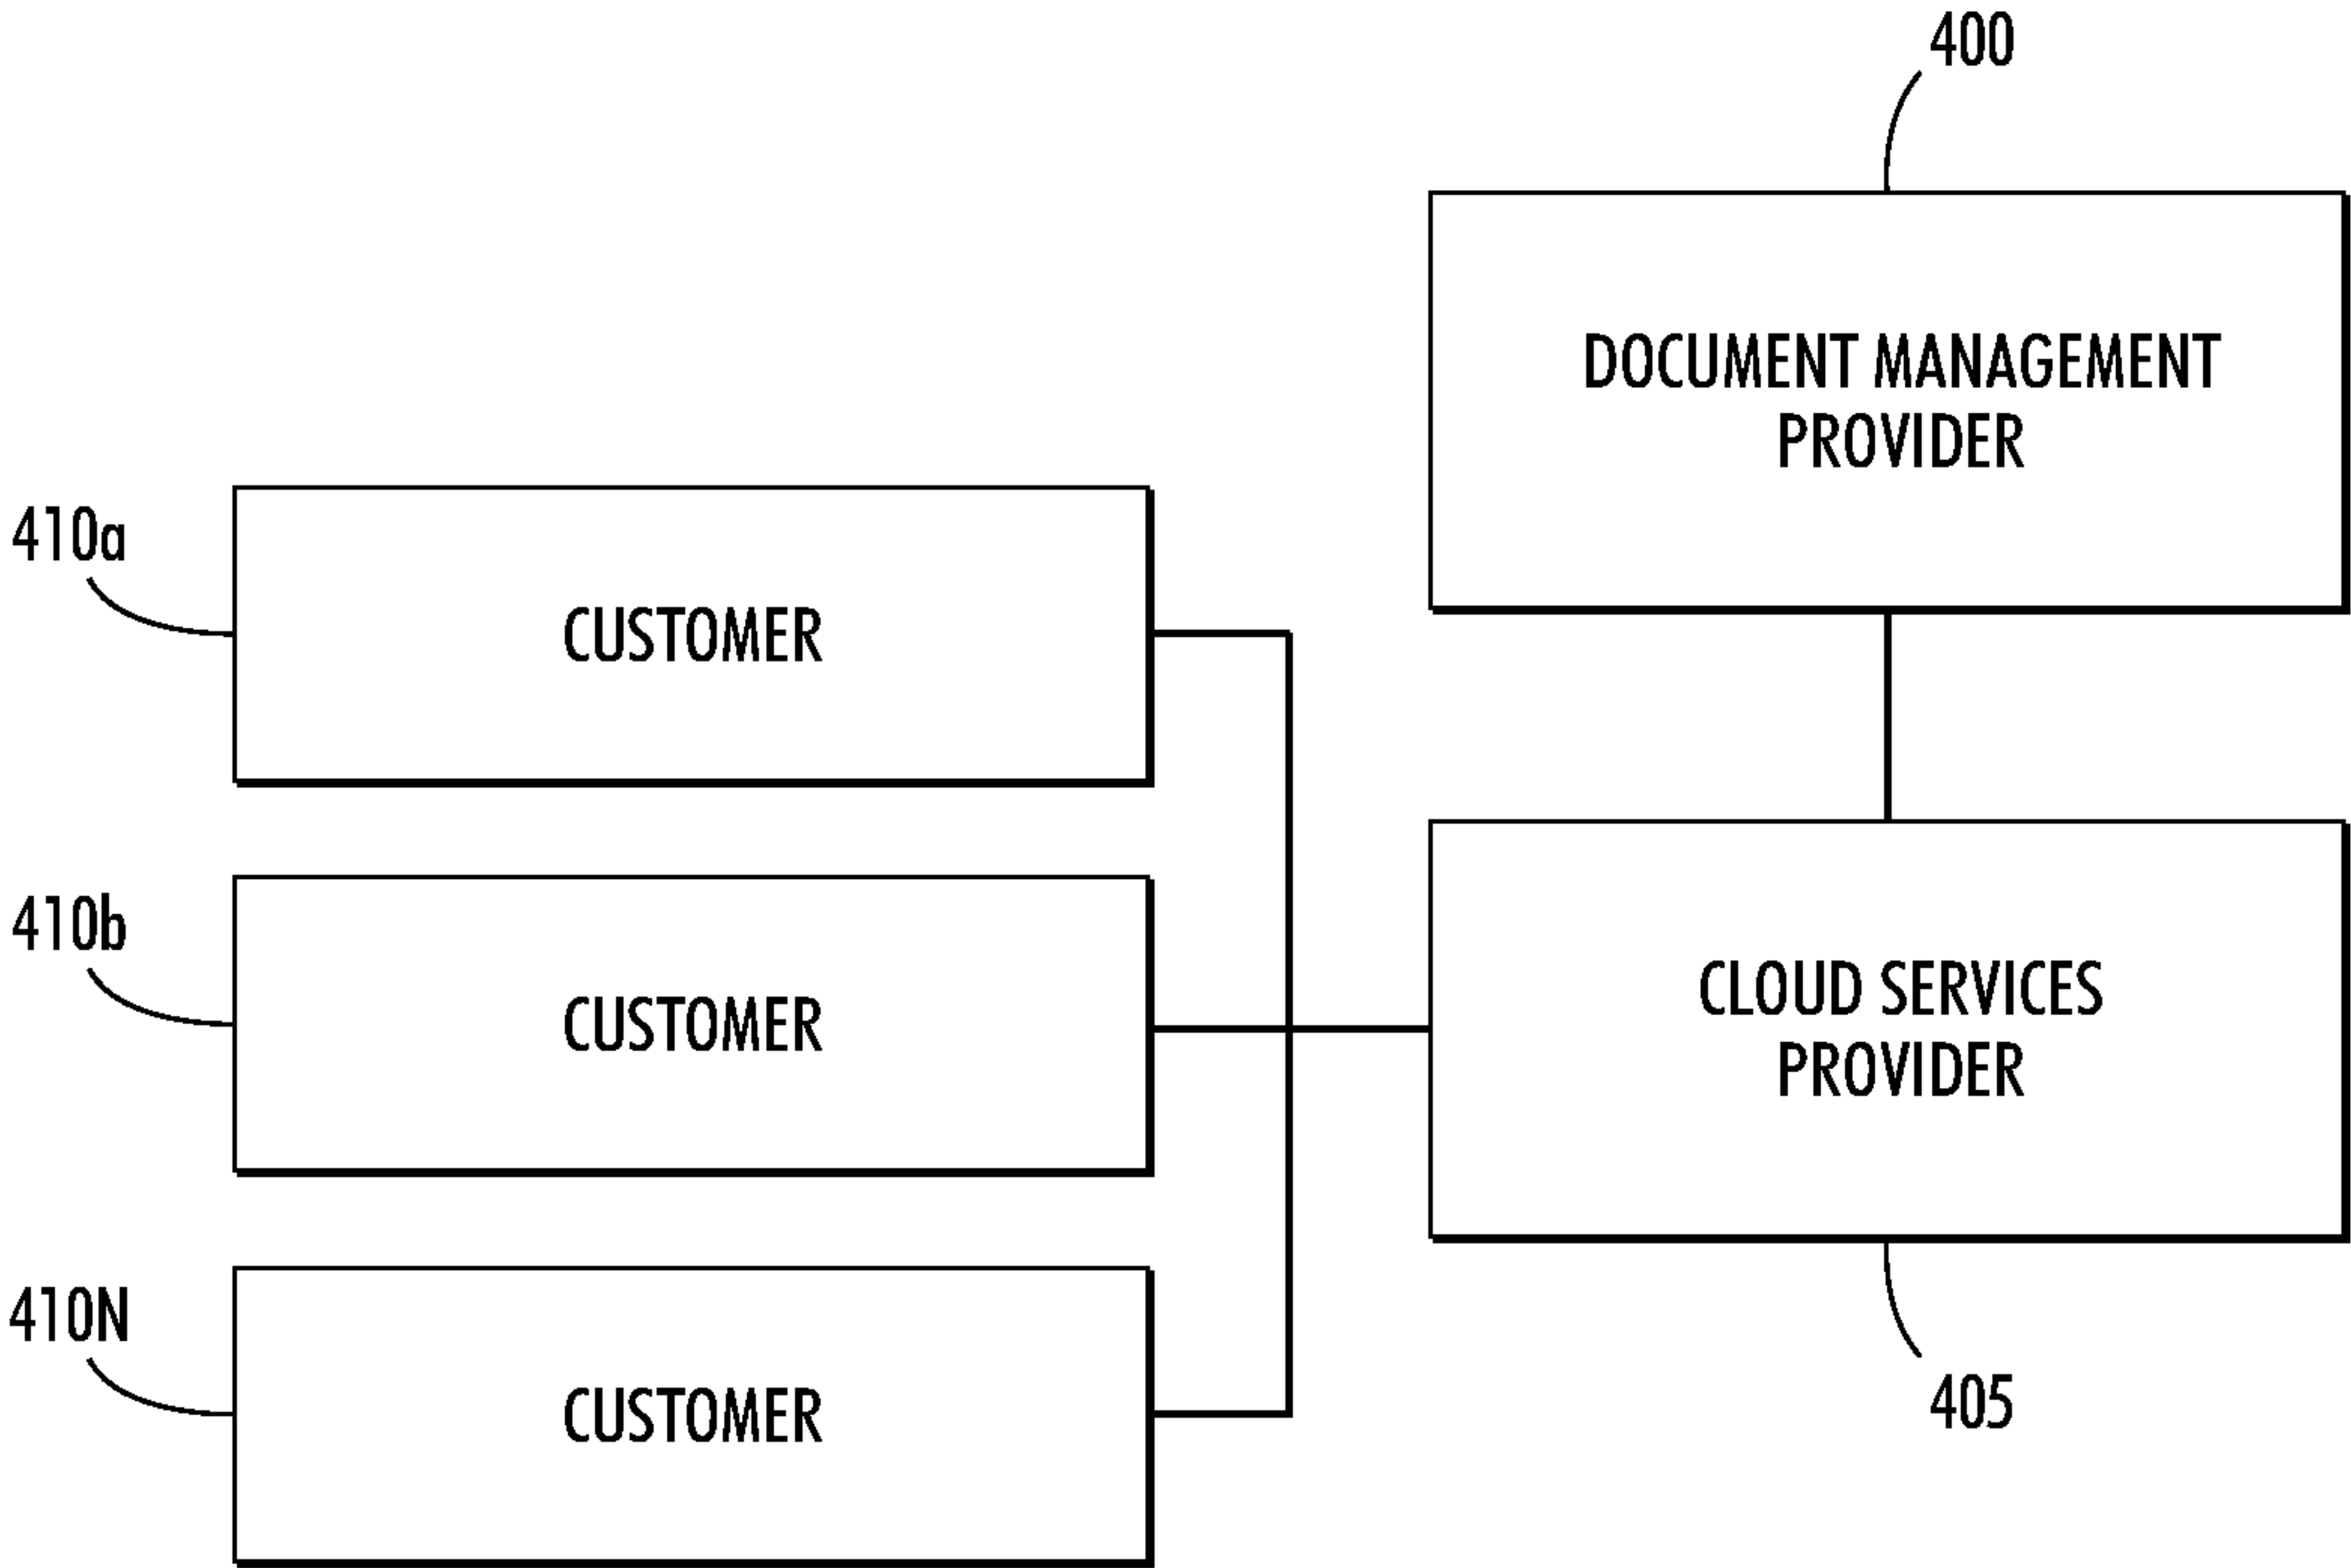 400
DOCUMENT MANAGEMENT
PROVIDER
410a
CUSTOMER
410b
CUSTOMER
CLOUD SERVICES
PROVIDER
410N
CUSTOMER
405